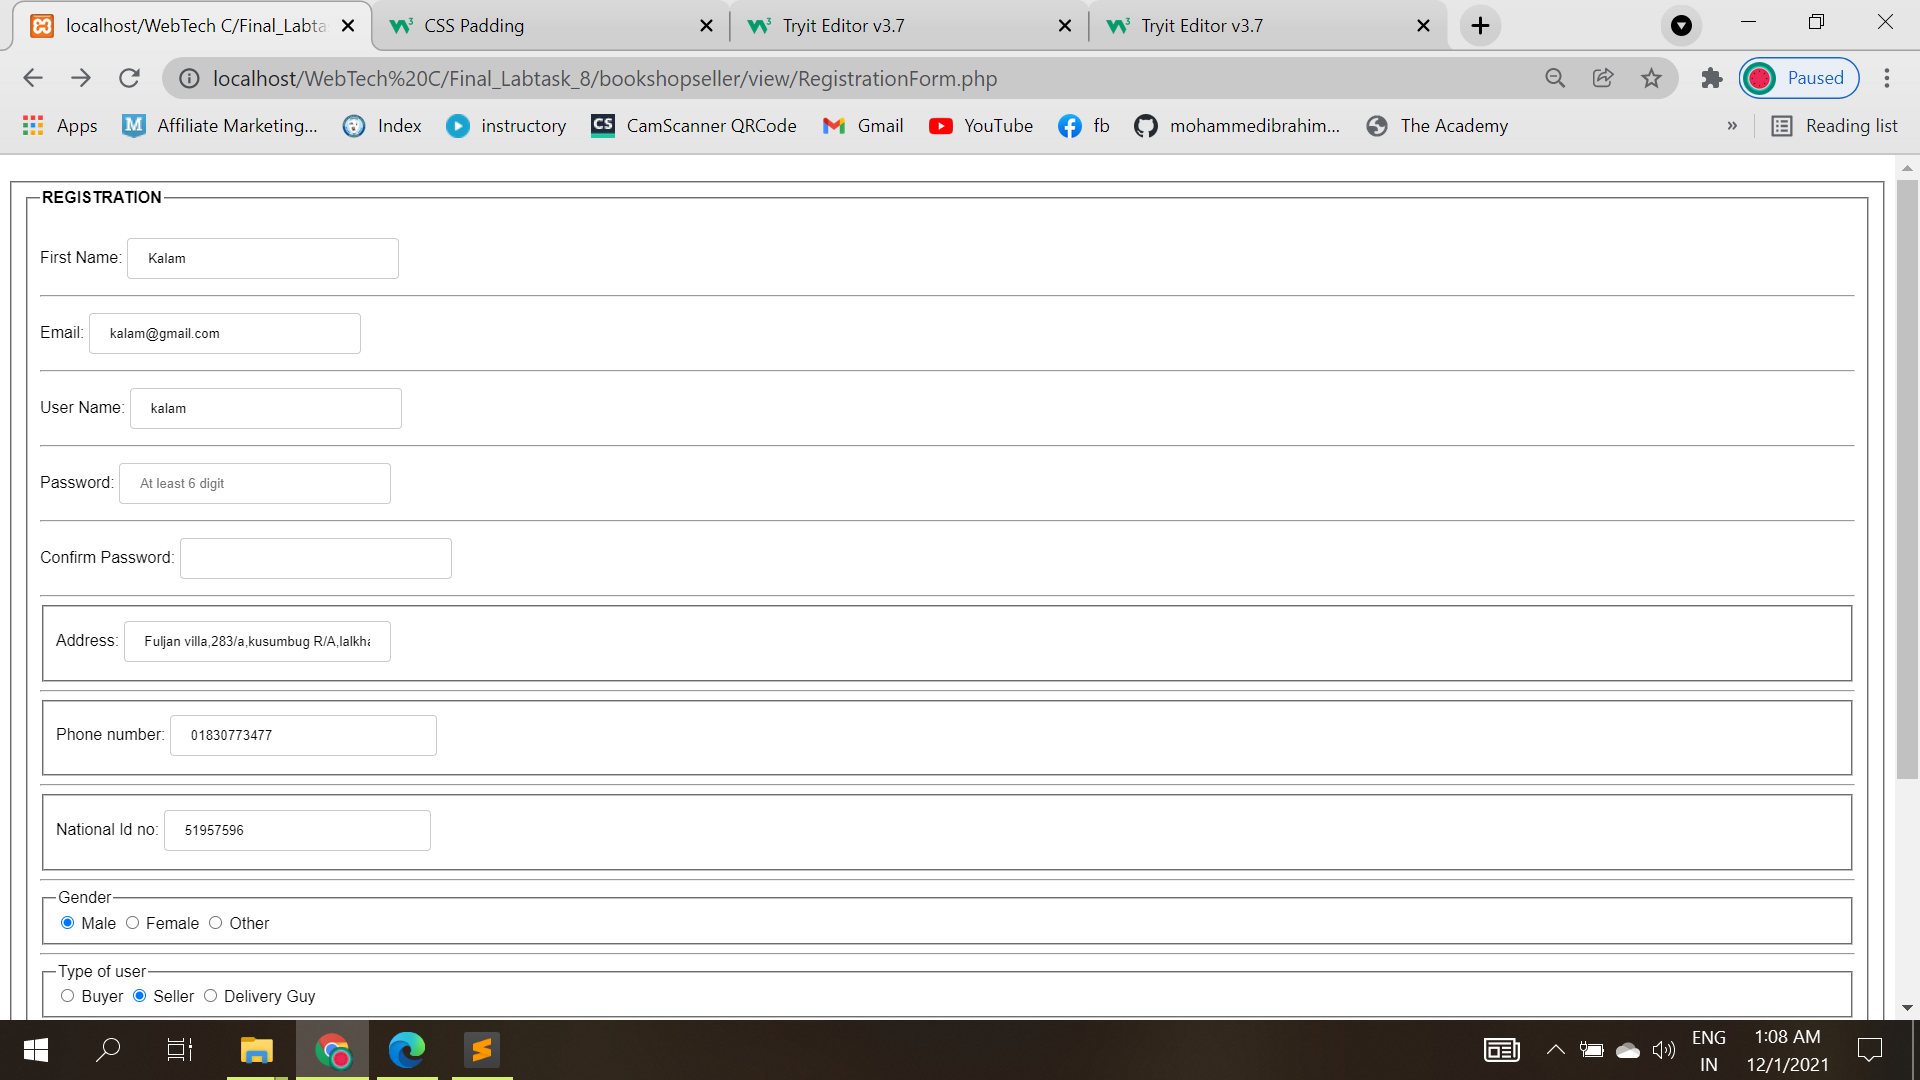 localhost/WebTech C/Final_Labta
CSS Padding
Tryit Editor v3.7
Tryit Editor v3.7
localhost/WebTech%20C/Final_Labtask_8/bookshopseller/view/RegistrationForm.php
Paused
Apps
Affiliate Marketing...
Index
instructory
CS
CamScanner QRCode
Gmail
YouTube
fb
mohammedibrahim...
The Academy
»
Reading list
REGISTRATION
First Name: Kalam
Email: kalam@gmail.com
User Name: kalam
Password: At least 6 digit
Confirm Password:
Address: Fuljan villa,283/a,kusumbug R/A,lalkha
Phone number: 01830773477
National Id no: 51957596
Gender
Male Female Other
Type of user
Buyer Seller Delivery Guy
ENG 1:08 AM
IN 12/1/2021